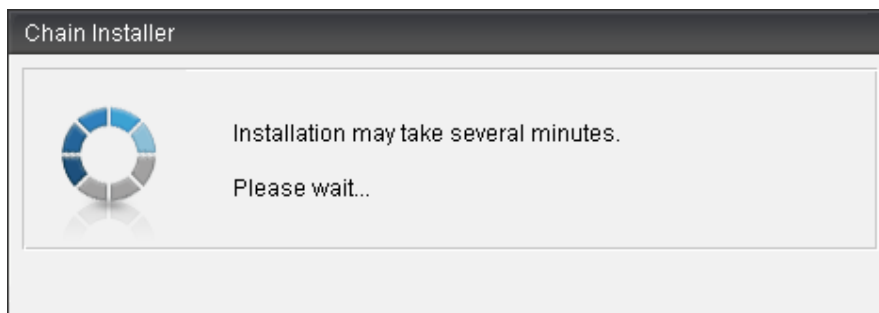 Chain Installer
Installation may take several minutes.
Please wait...